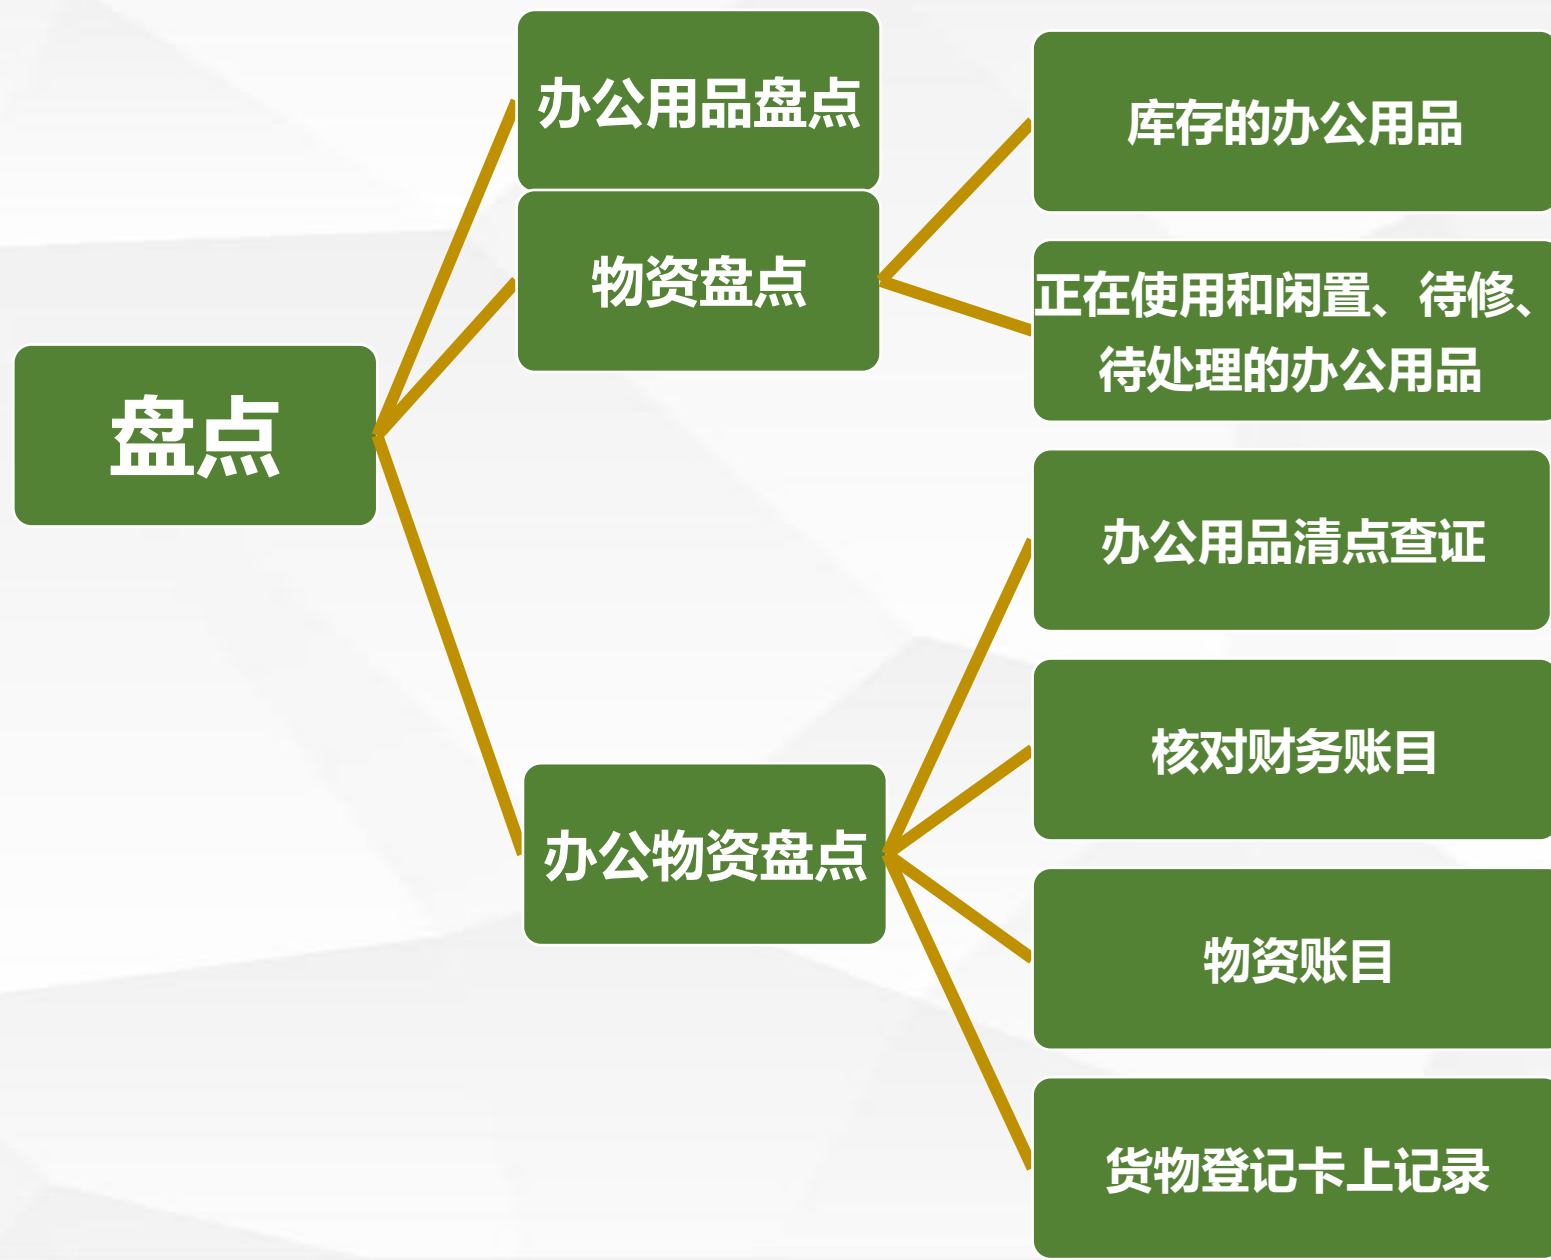 盘点
办公用品盘点
物资盘点
办公物资盘点
库存的办公用品
正在使用和闲置、待修、
待处理的办公用品
办公用品清点查证
核对财务账目
物资账目
货物登记卡上记录